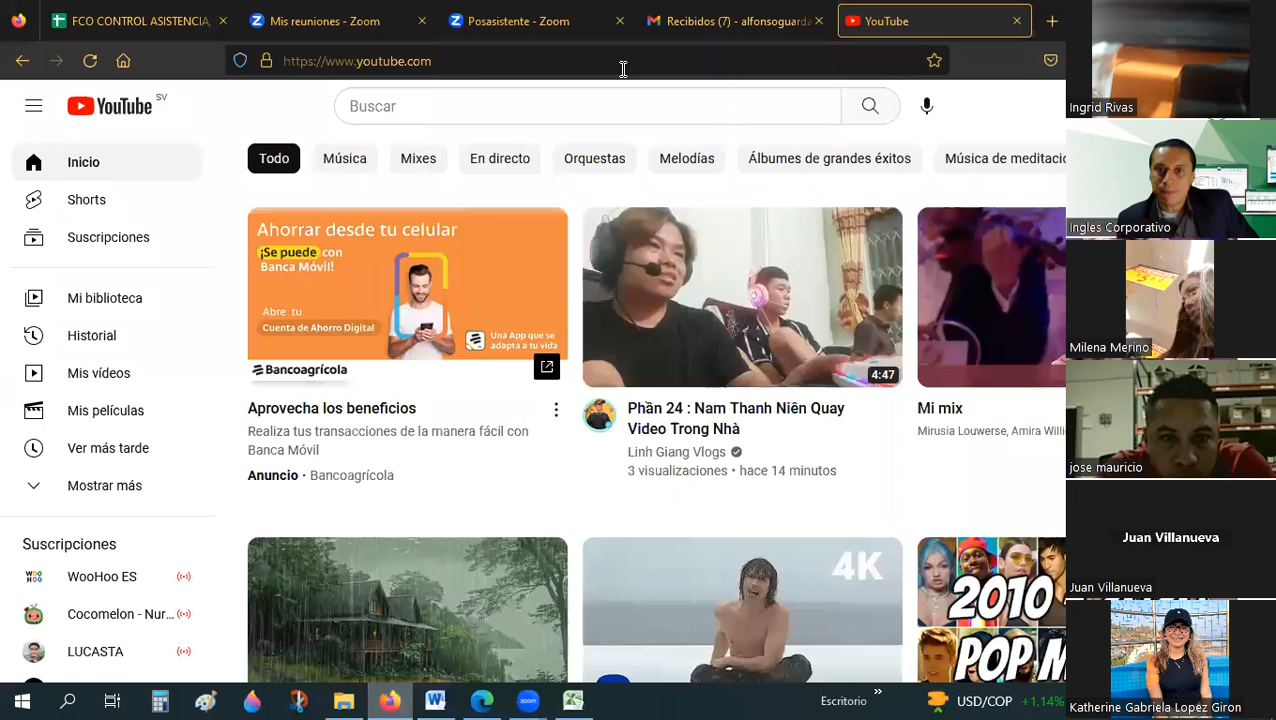 FCO CONTROL ASISTENCIA,
Mis reuniones - Zoom
Posasistente - Zoom
Recibidos (7) - alfonsoguarda
YouTube
https://www.youtube.com
YouTube SV
Buscar
Inicio
Shorts
Suscripciones
Mi biblioteca
Historial
Mis vídeos
Mis películas
Ver más tarde
Mostrar más
Suscripciones
WooHoo ES
Cocomelon - Nur...
LUCASTA
Todo
Música
Mixes
En directo
Orquestas
Melodías
Álbumes de grandes éxitos
Música de meditació
Ahorrar desde tu celular
¡Se puede con
Banca Móvil!
Abre tu
Cuenta de Ahorro Digital
Una App que se
adapta a tu vida
Bancoagrícola
Aprovecha los beneficios
Realiza tus transacciones de la manera fácil con
Banca Móvil
Anuncio · Bancoagrícola
4:47
Phần 24 : Nam Thanh Niên Quay
Video Trong Nhà
Linh Giang Vlogs
3 visualizaciones · hace 14 minutos
Mi mix
Mirusia Louwerse, Amira Willi
4K
2010
POP M
Ingrid Rivas
Ingles Corporativo
Milena Merino
jose mauricio
Juan Villanueva
Juan Villanueva
Katherine Gabriela Lopez Giron
Escritorio
USD/COP
+1,14%